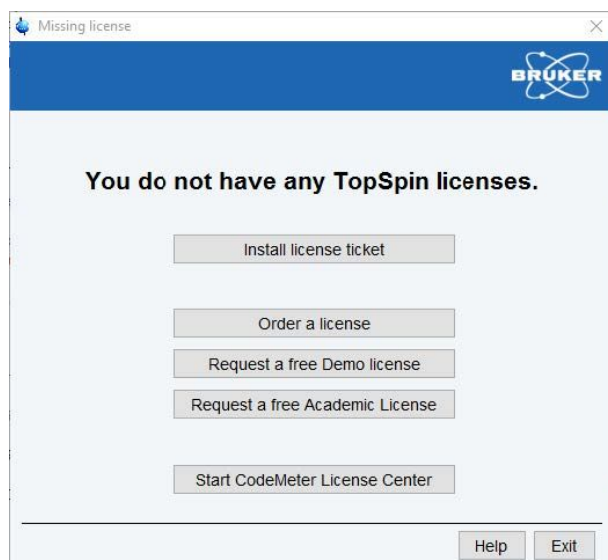 Missing license
BRUKER
You do not have any TopSpin licenses.
Install license ticket
Order a license
Request a free Demo license
Request a free Academic License
Start CodeMeter License Center
Help Exit